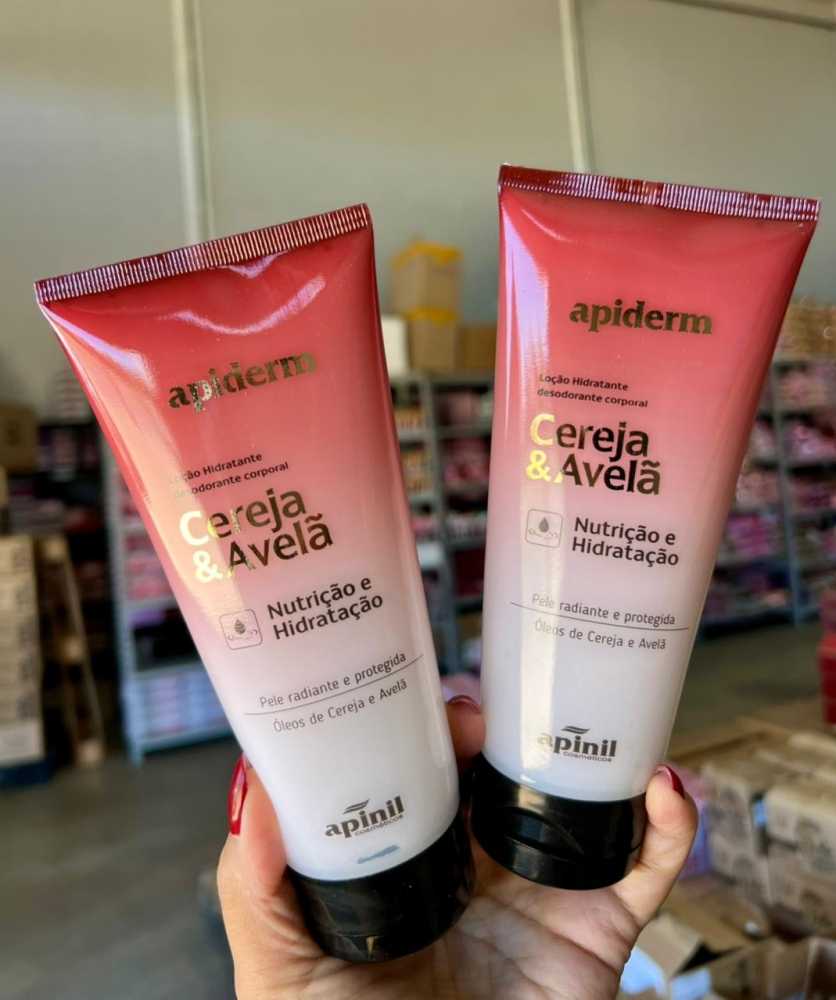 apiderm
Loção Hidratante
desodorante corporal
Cereja
&Avelã
Nutrição e
Hidratação
Pele radiante e protegida
Óleos de Cereja e Avelã
apinil
cosméticos
apiderm
Loção Hidratante
desodorante corporal
Cereja
&Avelã
Nutrição e
Hidratação
Pele radiante e protegida
Óleos de Cereja e Avelã
apinil
cosméticos